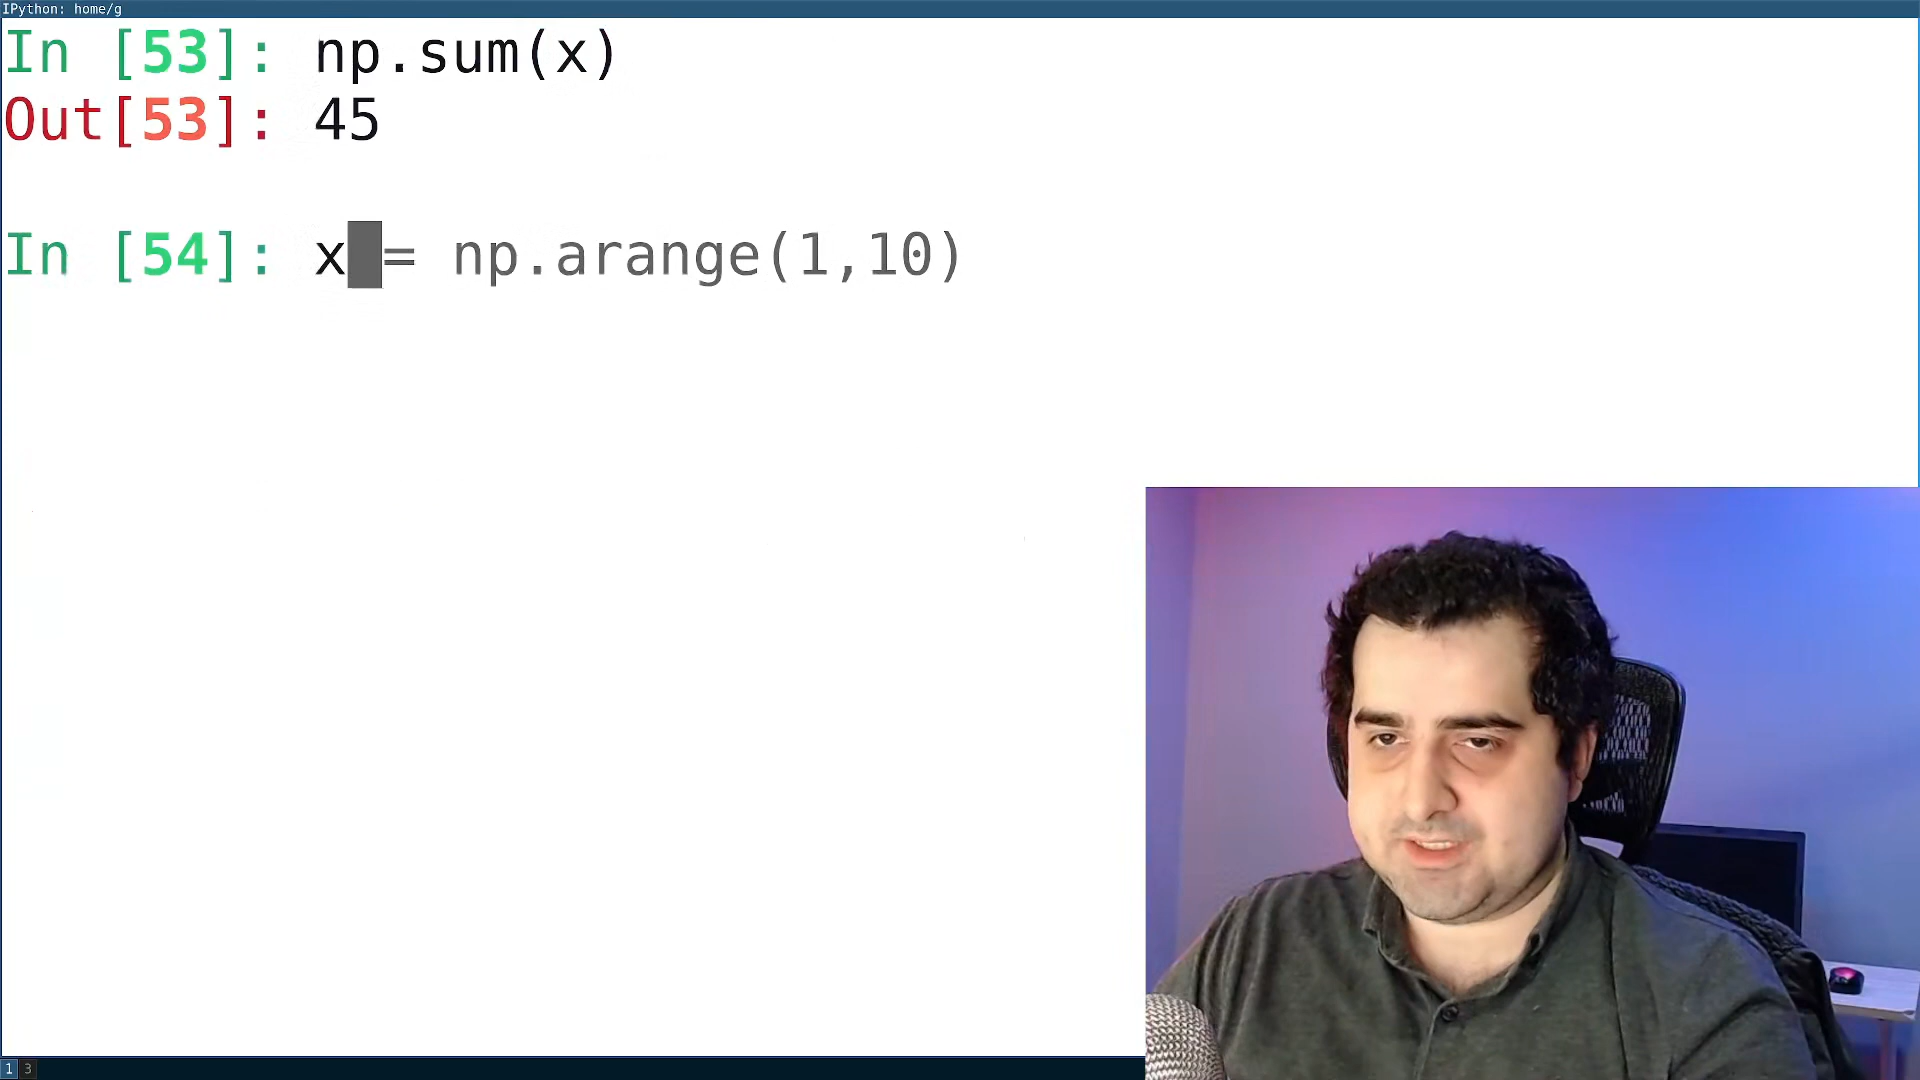 IPython: home/g
In [53]: np.sum(x)
Out[53]: 45
In [54]: x = np.arange(1,10)
1 3